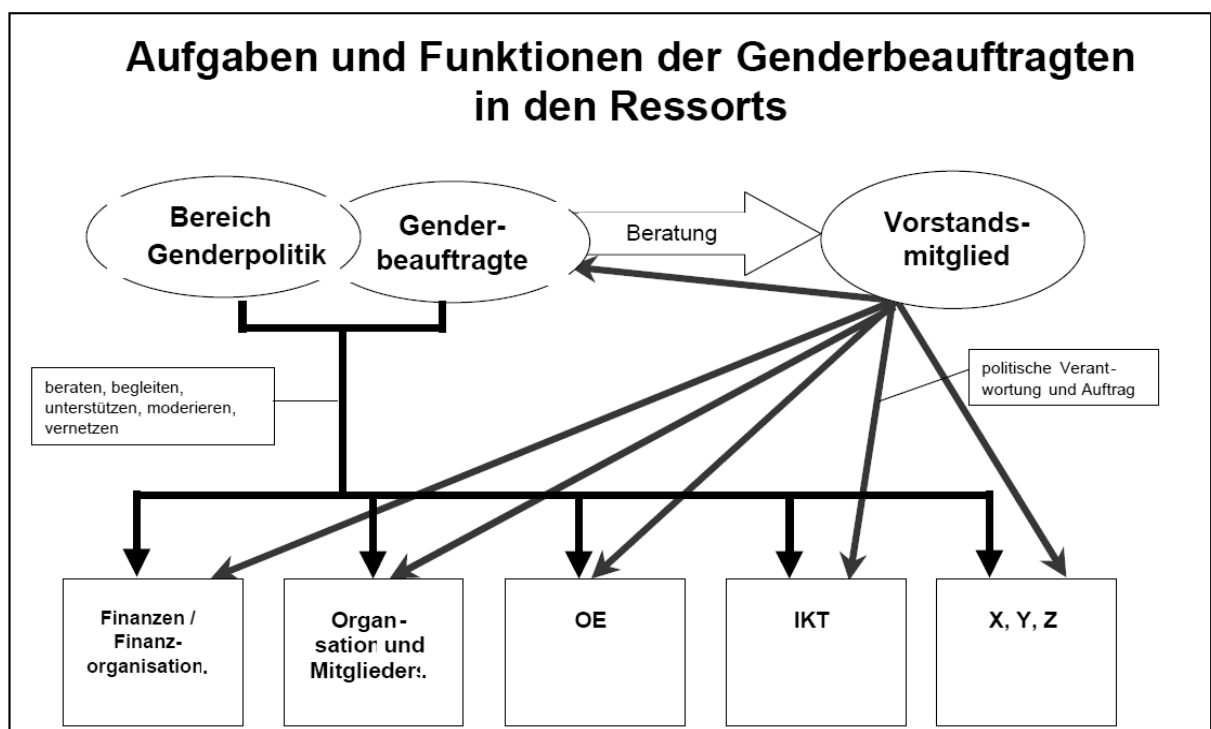 Aufgaben und Funktionen der Genderbeauftragten
in den Ressorts
Bereich
Genderpolitik
Gender-
beauftragte
Beratung
Vorstands-
mitglied
beraten, begleiten,
unterstützen, moderieren,
vernetzen
politische Verant-
wortung und Auftrag
Finanzen /
Finanz-
organisation.
Organ-
sation und
Mitglieders.
OE
IKT
X, Y, Z